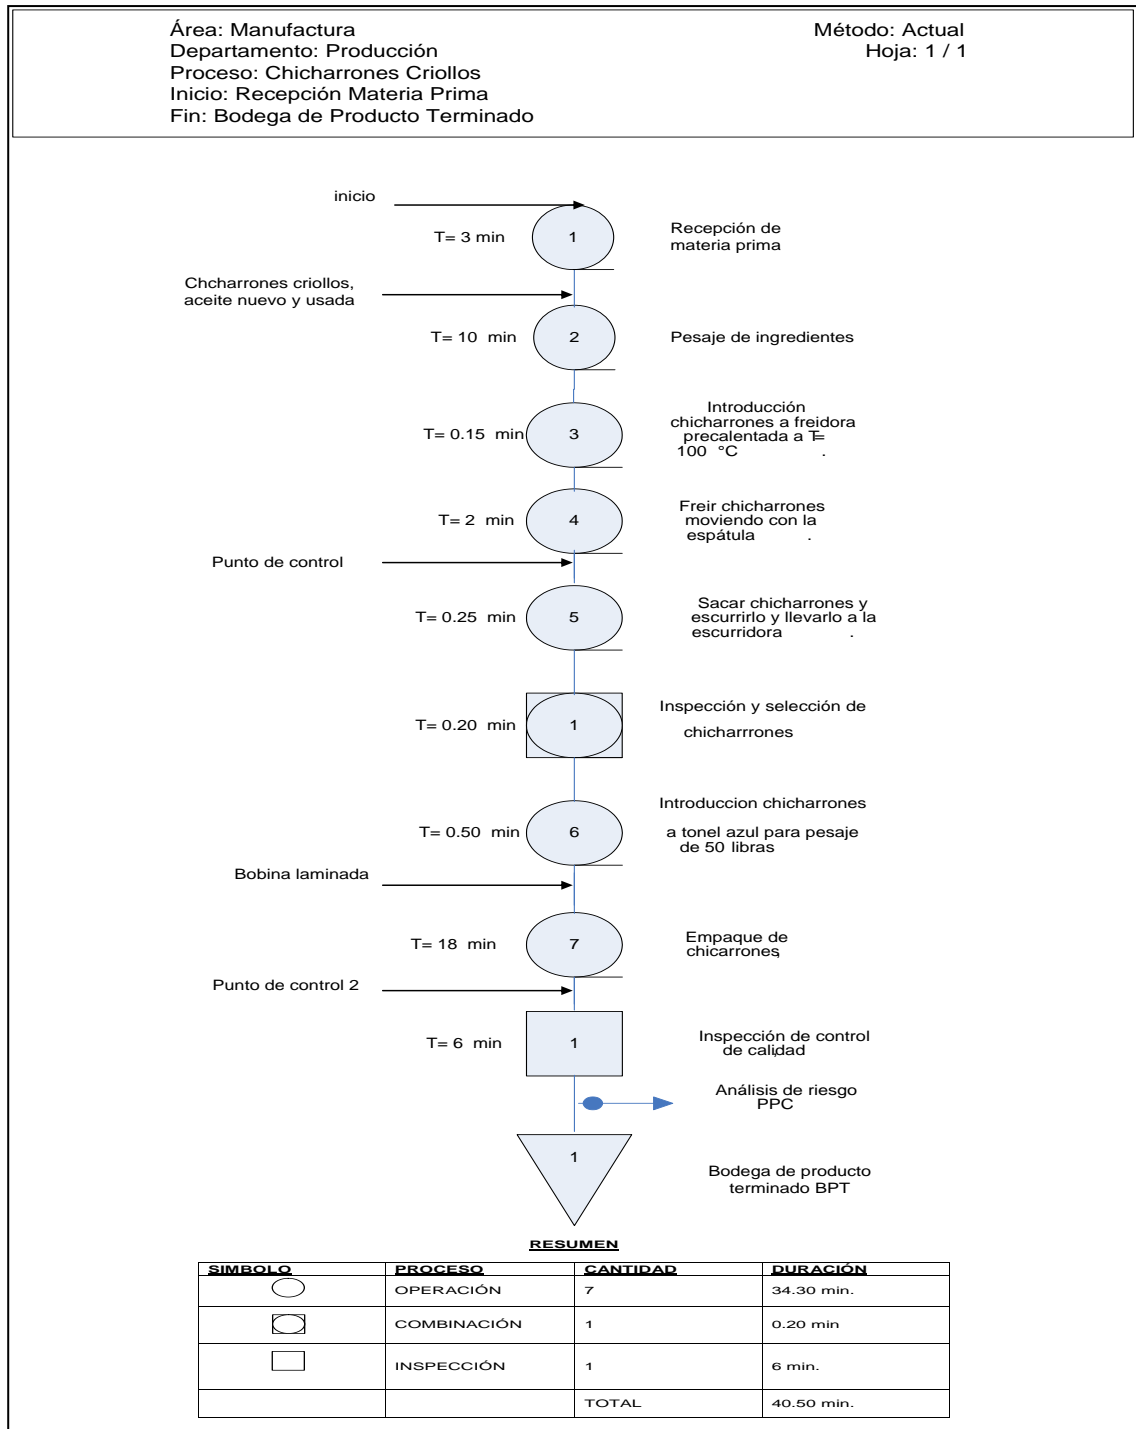 Área: Manufactura
Método: Actual
Departamento: Producción
Hoja: 1 / 1
Proceso: Chicharrones Criollos
Inicio: Recepción Materia Prima
Fin: Bodega de Producto Terminado
inicio
T= 3 min
1
Recepción de
materia prima
Chcharrones criollos,
aceite nuevo y usada
T= 10 min
2
Pesaje de ingredientes
T= 0.15 min
3
Introducción
chicharrones a freidora
precalentada a T=
100 °C .
T= 2 min
4
Freir chicharrones
moviendo con la
espátula .
Punto de control
T= 0.25 min
5
Sacar chicharrones y
escurrirlo y llevarlo a la
escurridora .
T= 0.20 min
1
Inspección y selección de
chicharrrones
T= 0.50 min
6
Introduccion chicharrones
a tonel azul para pesaje
de 50 libras
Bobina laminada
T= 18 min
7
Empaque de
chicarrones,
Punto de control 2
T= 6 min
1
Inspección de control
de calidad,
Análisis de riesgo
PPC
1
Bodega de producto
terminado BPT
RESUMEN
SIMBOLO PROCESO CANTIDAD DURACIÓN
OPERACIÓN 7 34.30 min.
COMBINACIÓN 1 0.20 min
INSPECCIÓN 1 6 min.
TOTAL 40.50 min.